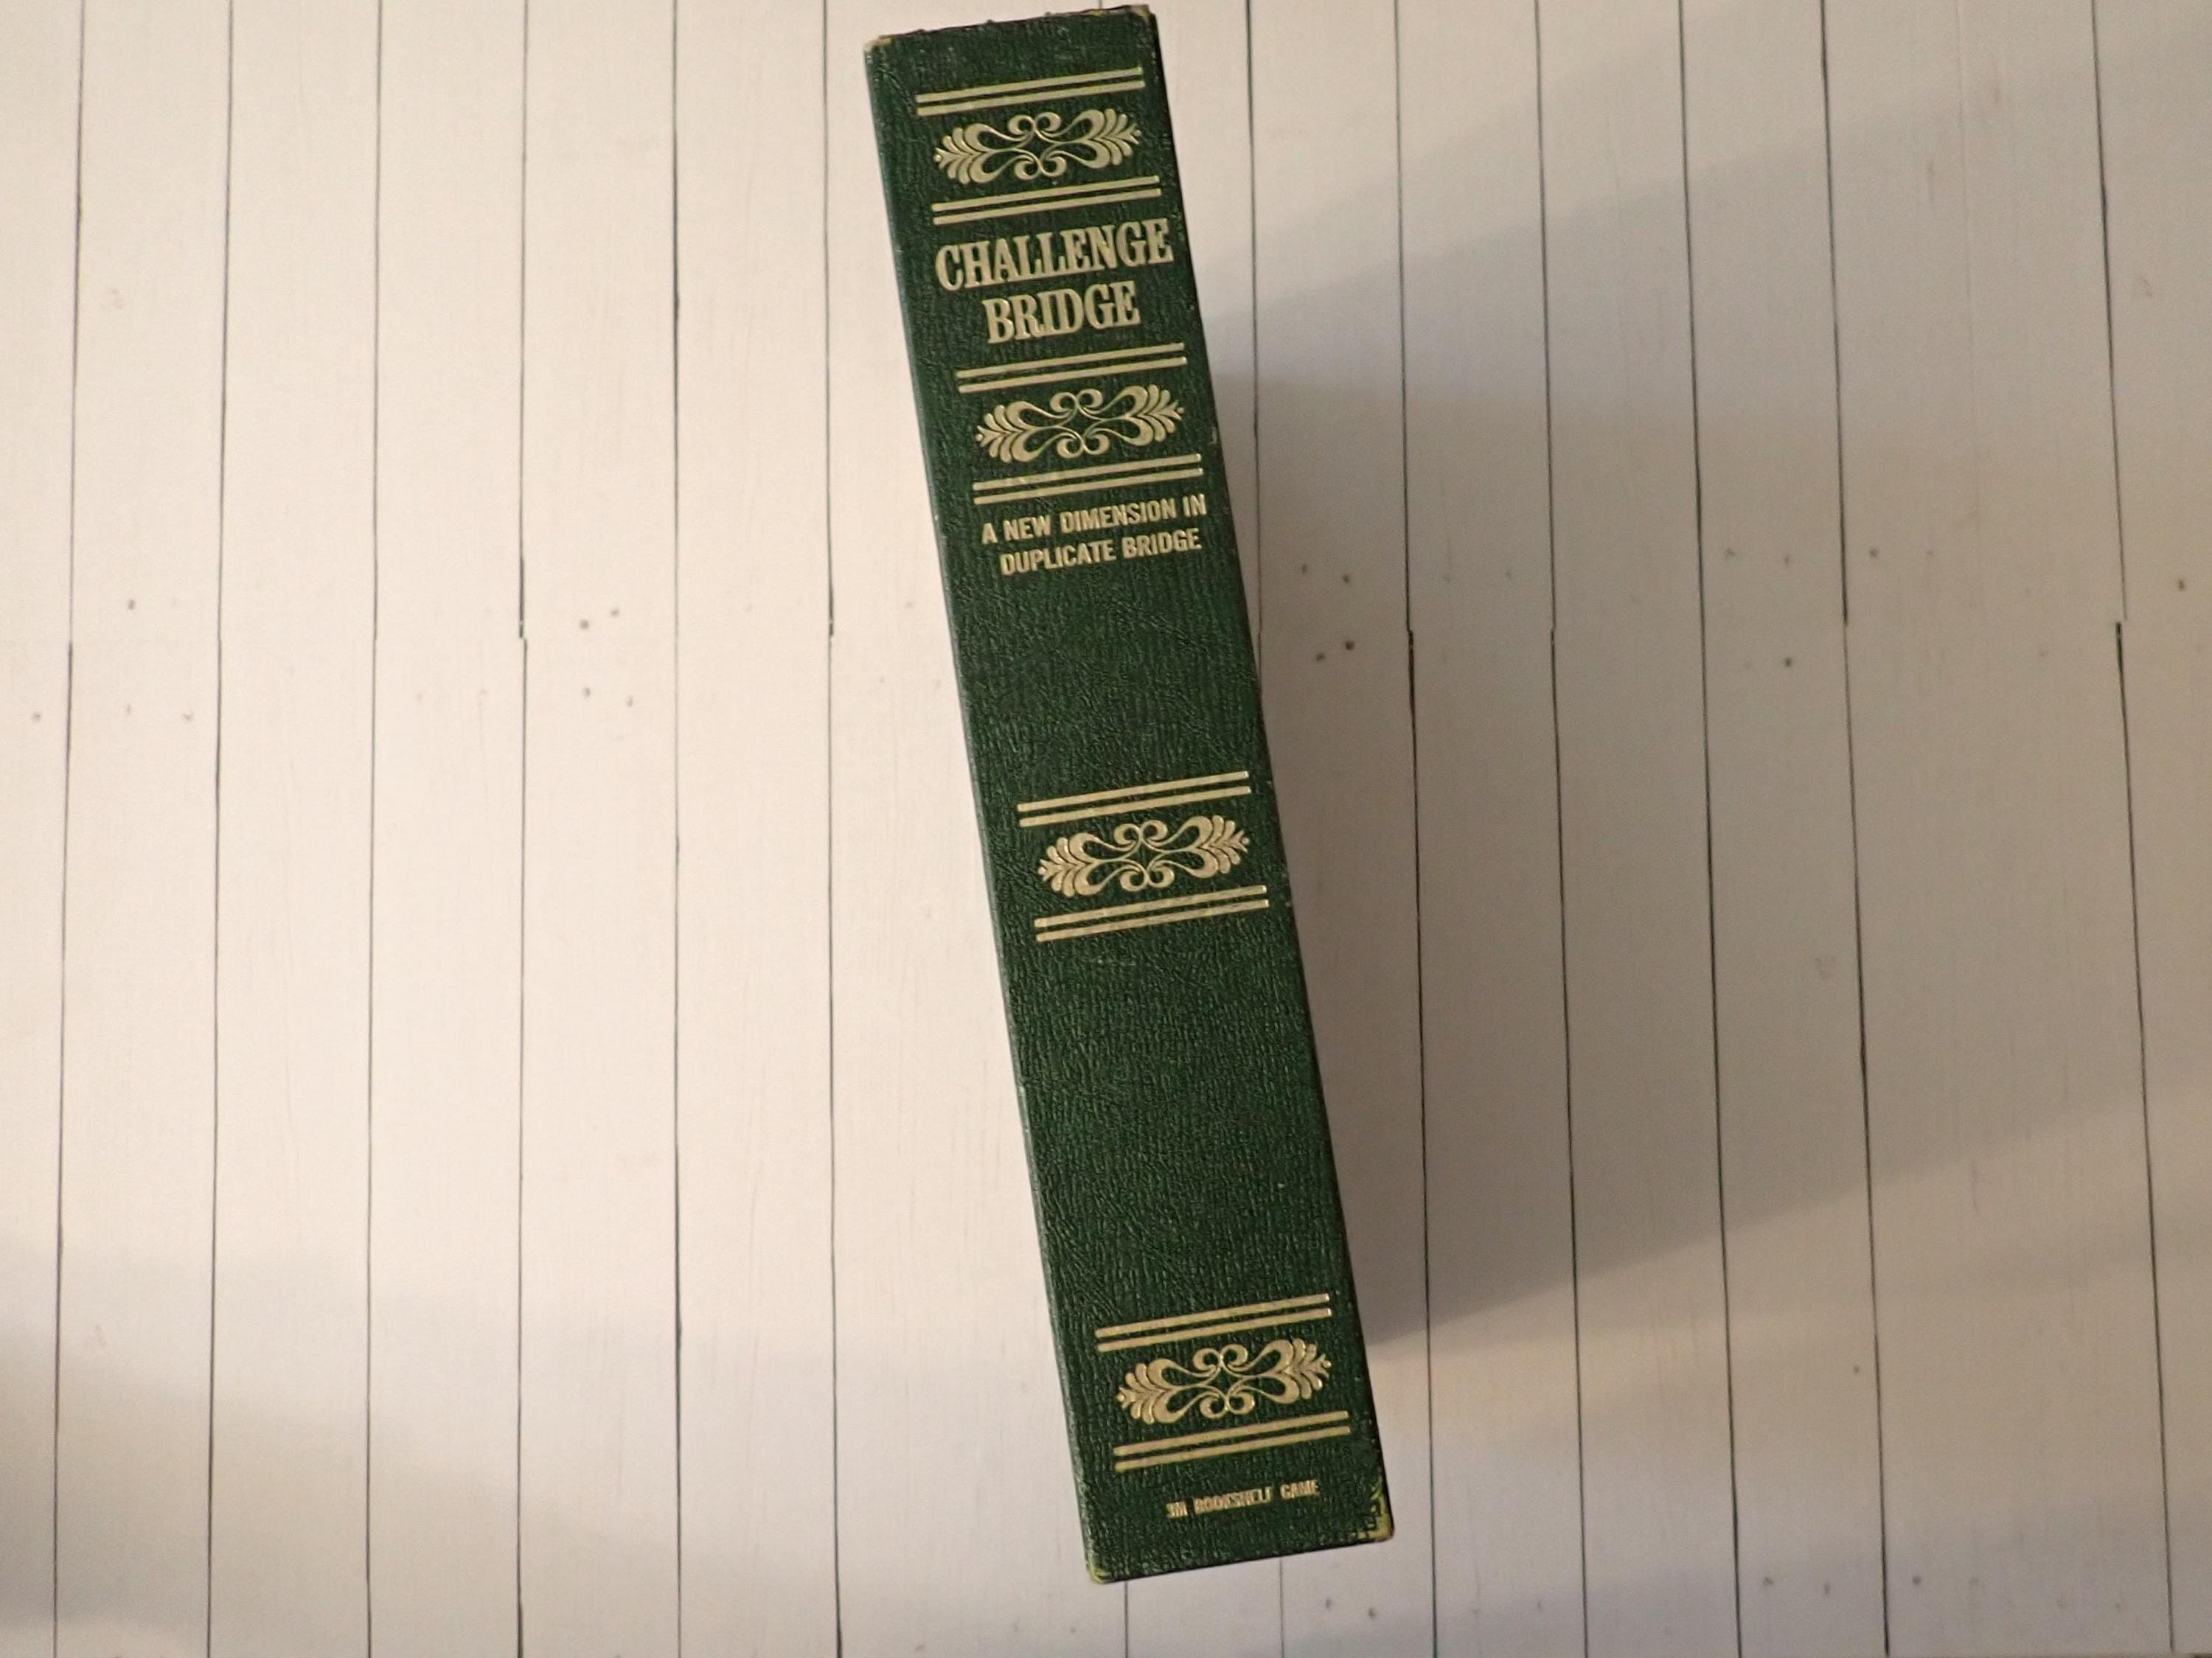 CHALLENGE
BRIDGE
A NEW DIMENSION IN
DUPLICATE BRIDGE
3M BOOKSHELF GAME